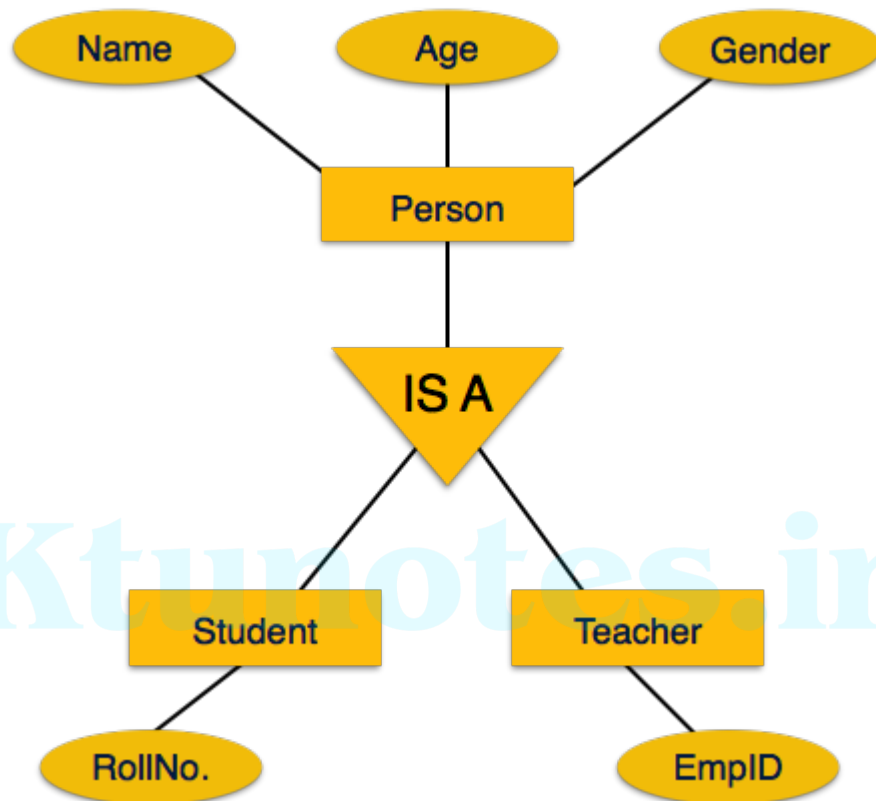 Name
Age
Gender
Person
IS A
Ktunotes.in
Student
Teacher
RollNo.
EmpID